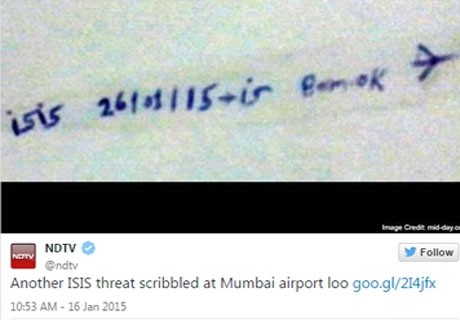 isis 26/01/15 → is Bom.ok
Image Credit: mid-day.c
NDTV
NDTV
@ndtv
Follow
Another ISIS threat scribbled at Mumbai airport loo goo.gl/2I4jfx
10:53 AM - 16 Jan 2015